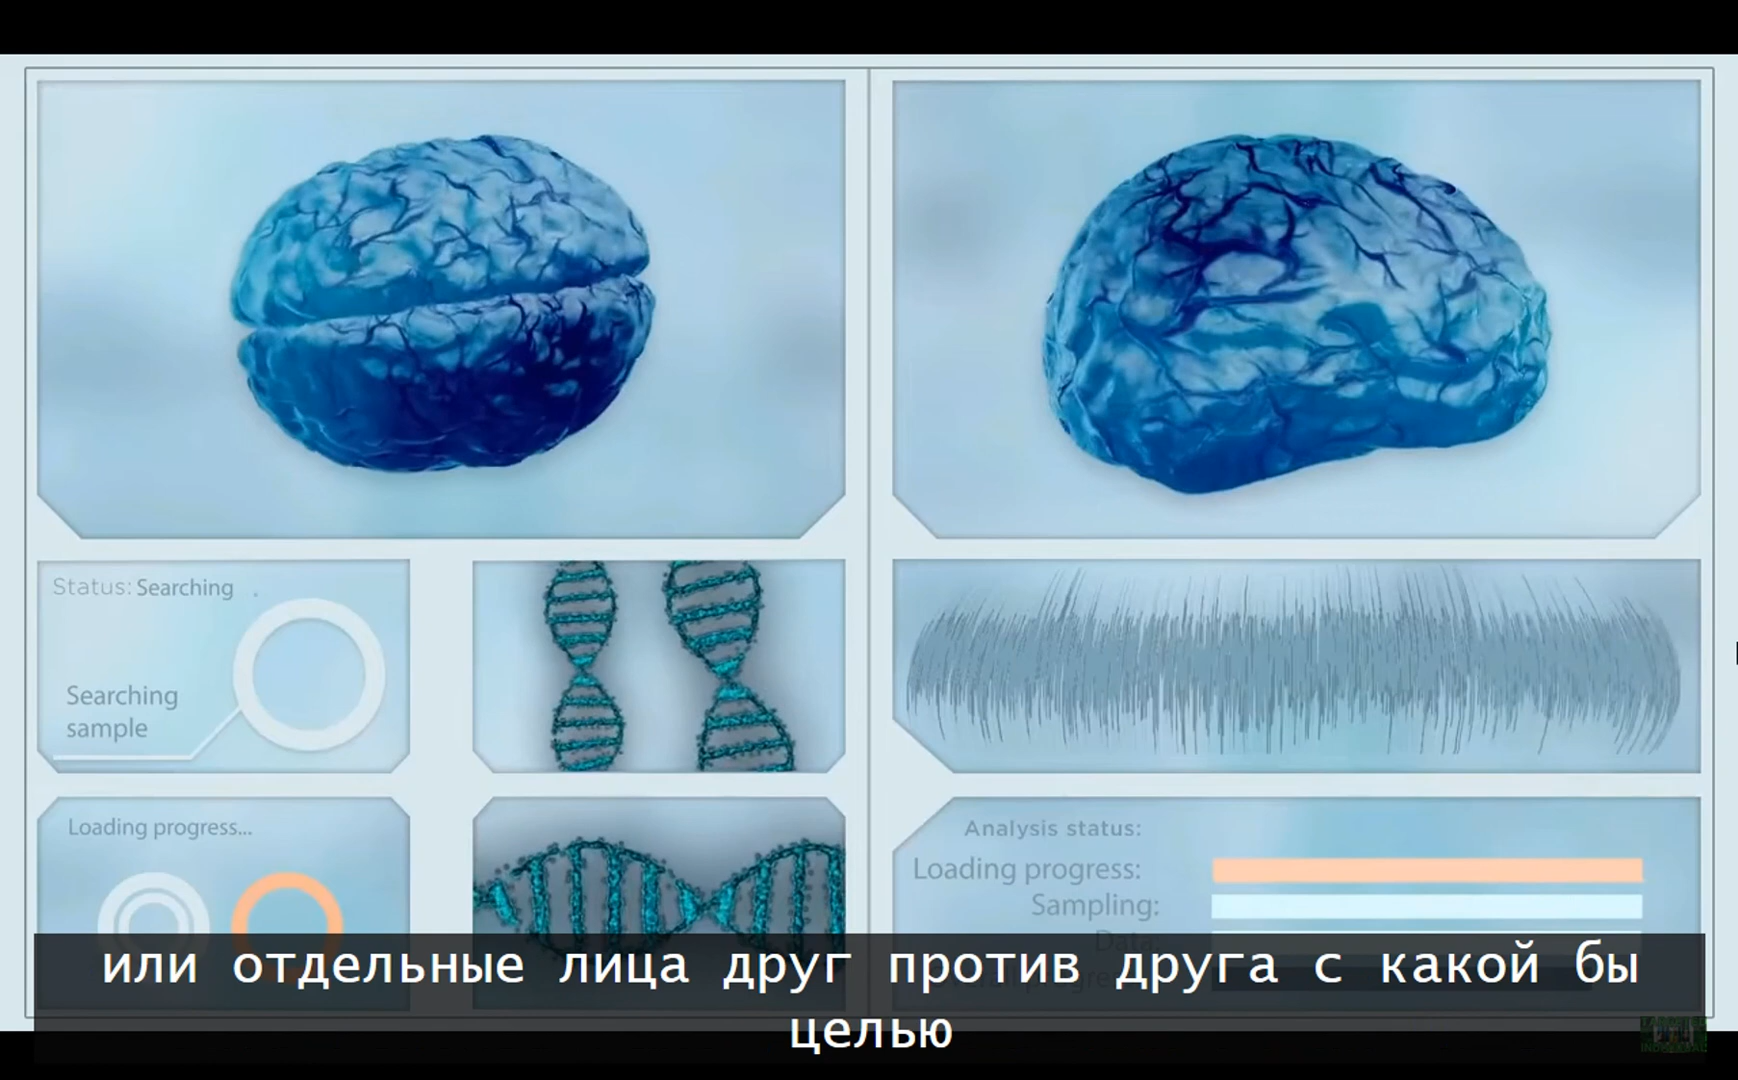 Status: Searching .
Searching
sample
Loading progress...
Analysis status:
Loading progress:
Sampling:
Data:
или отдельные лица друг против друга с какой бы
целью